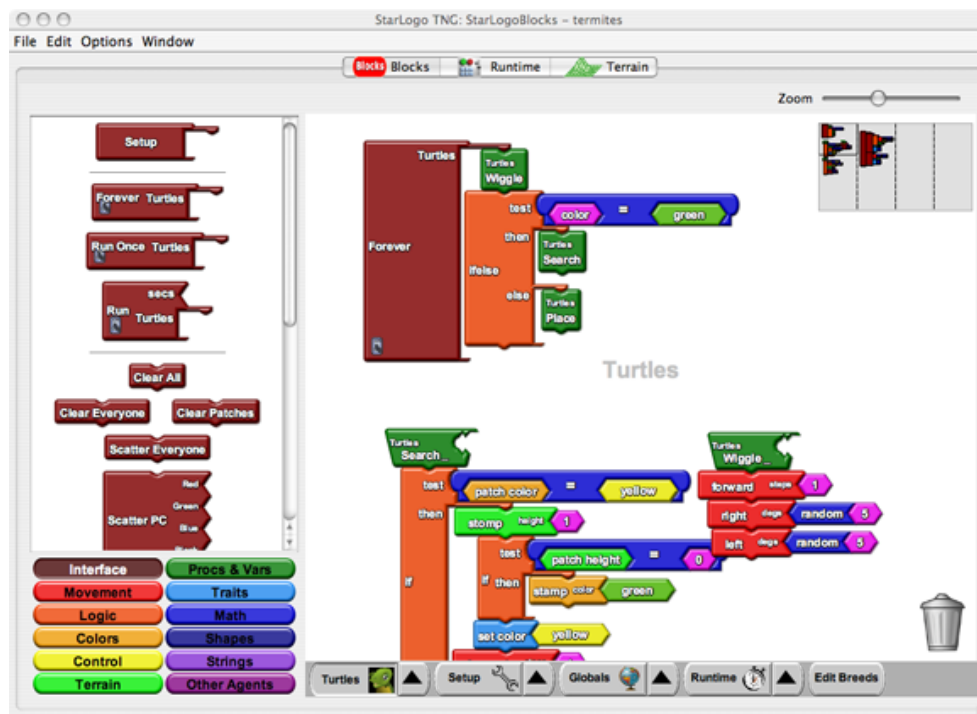 StarLogo TNG: StarLogoBlocks – termites
File Edit Options Window
Blocks Blocks Runtime Terrain
Zoom
Setup
Forever Turtles
Run Once Turtles
secs
Run Turtles
Clear All
Clear Everyone Clear Patches
Scatter Everyone
Red
Green
Scatter PC
Blue
Interface Procs & Vars
Movement Traits
Logic Math
Colors Shapes
Control Strings
Terrain Other Agents
Turtles
Turtles
Wiggle
test color = green
Forever
ifelse
then
Turtles
Search
else
Turtles
Place
Turtles
Turtles
Search_
test patch color = yellow
then stomp height 1
if
test patch height = 0
if then stamp color green
set color yellow
Turtles
Wiggle_
forward steps 1
right degs random 5
left degs random 5
Turtles Setup Globals Runtime Edit Breeds